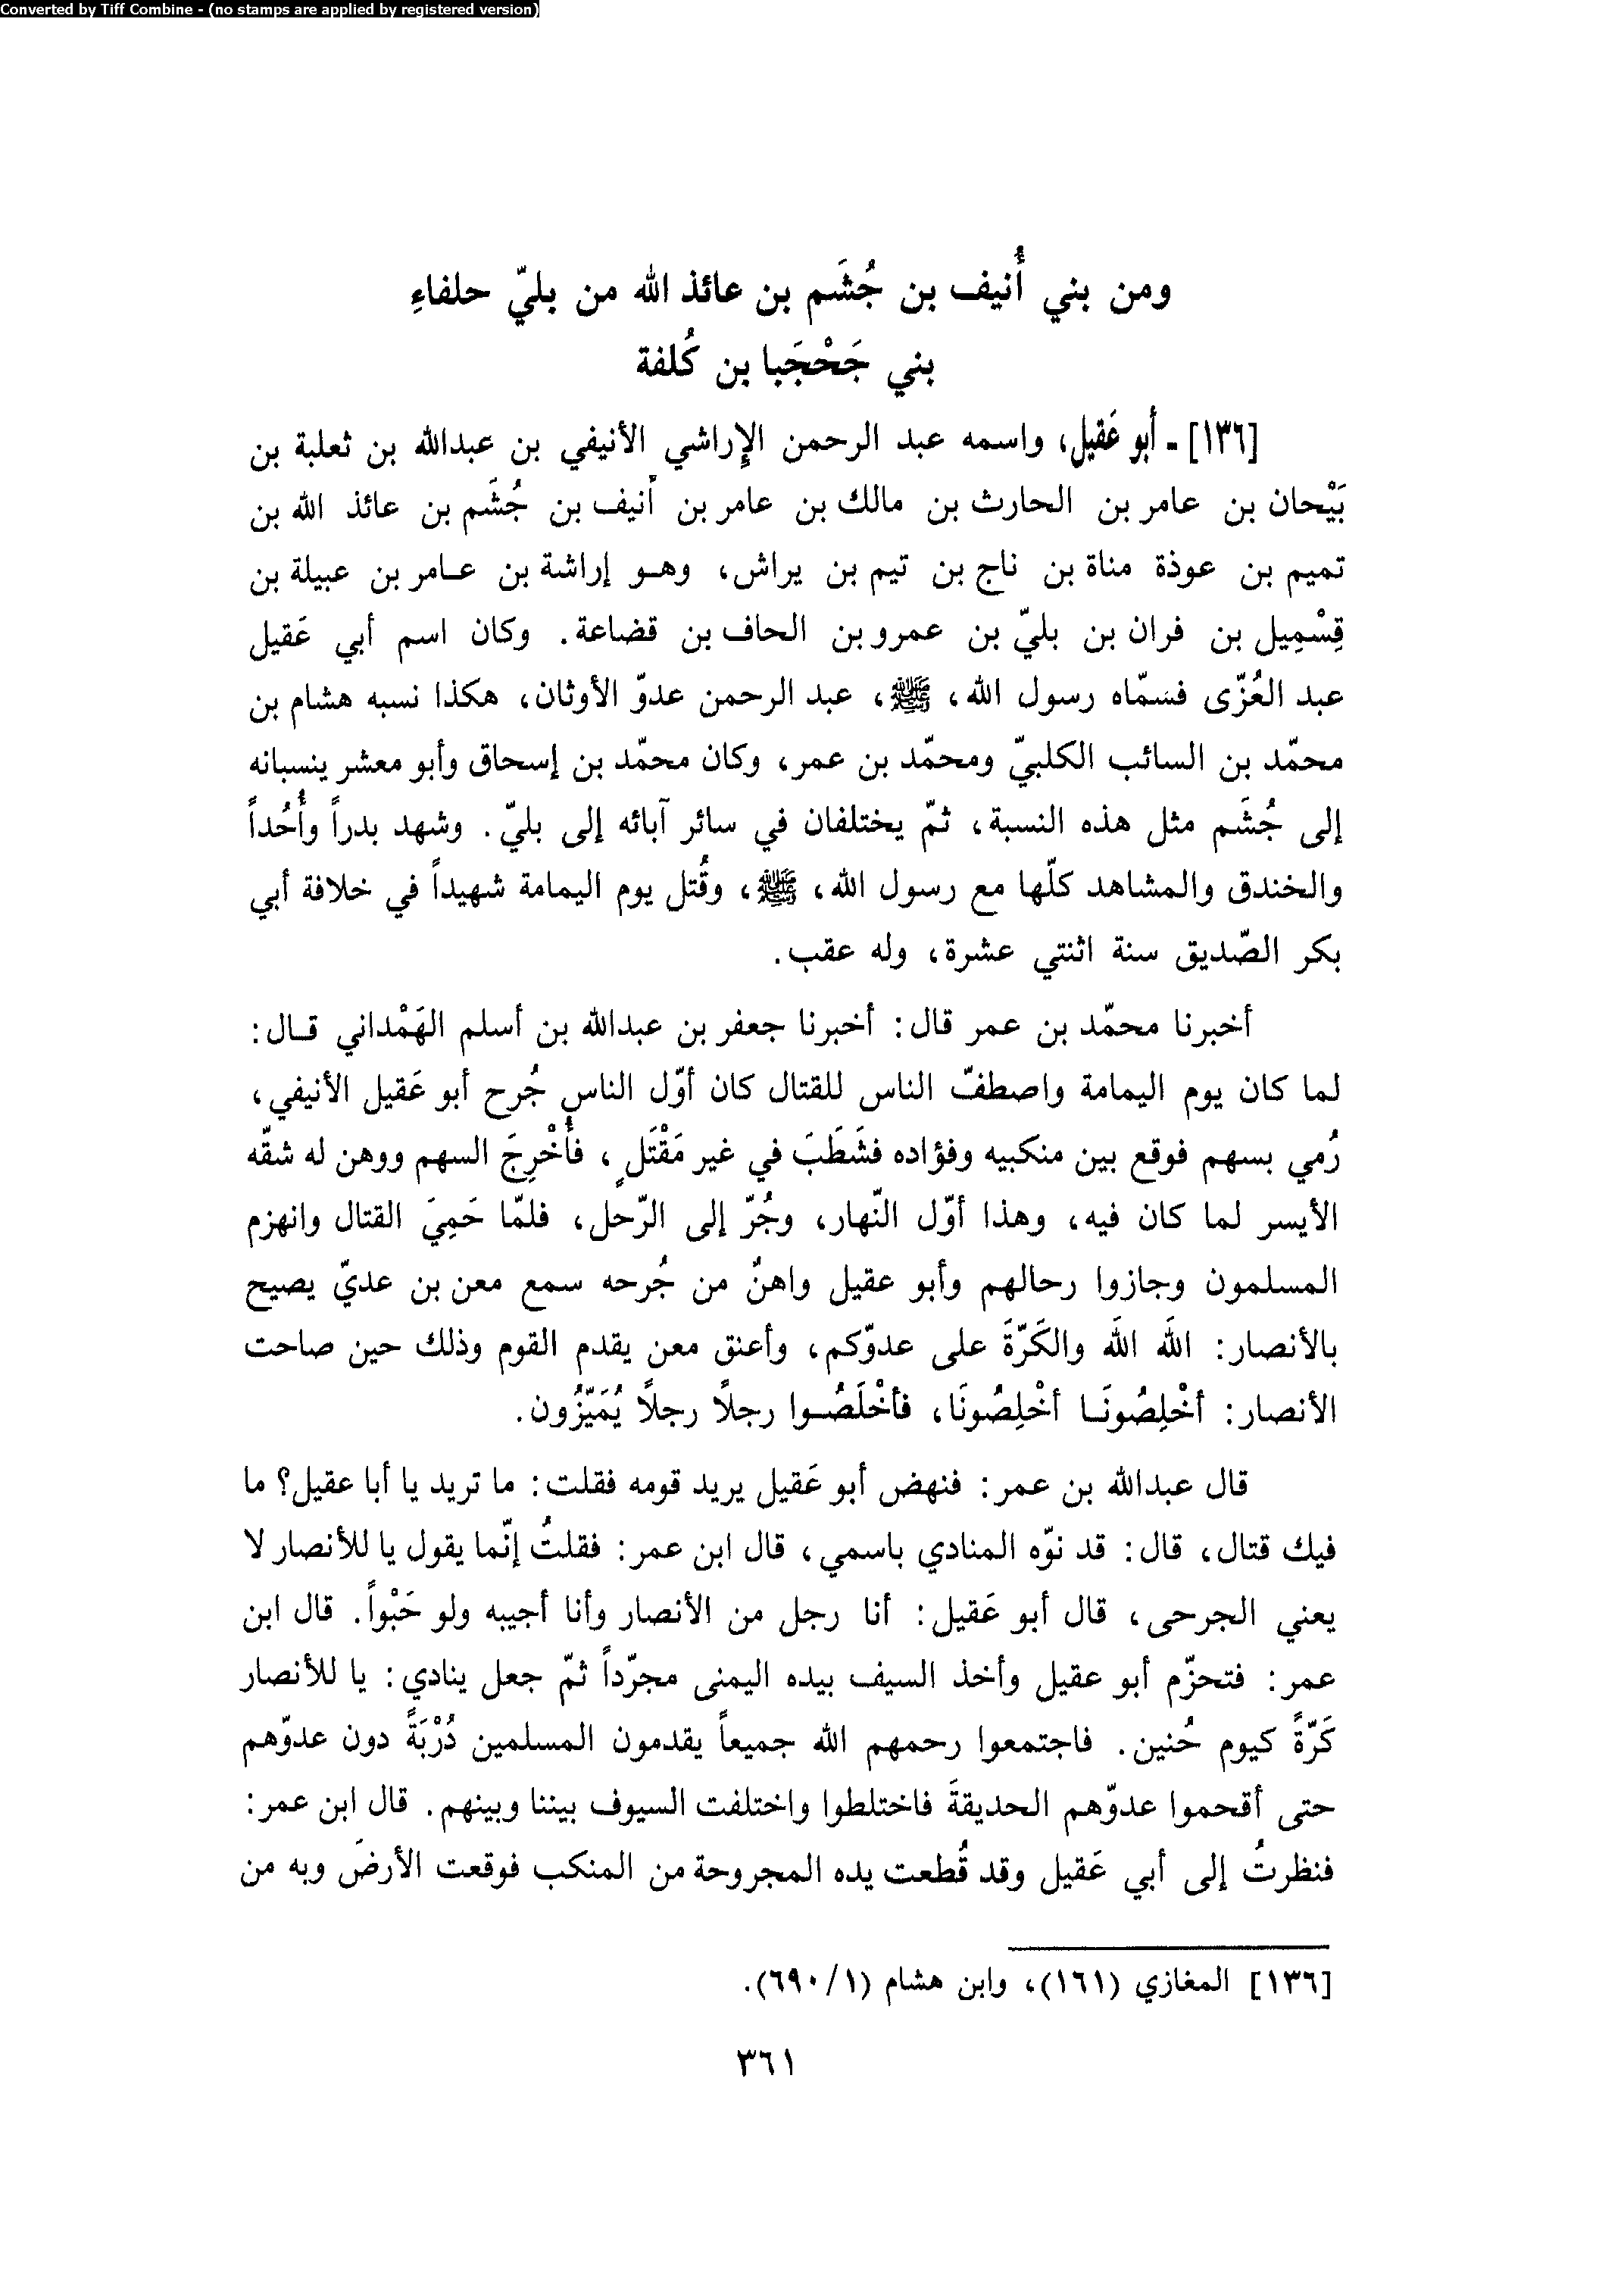 Converted by Tiff Combine - (no stamps are applied by registered version)
ومن بني أُنيف بن جُشَم بن عائذ الله من بليّ حلفاءِ
بني جَحْجَبا بن كُلفة
[١٣٦] - أبو عَقيل، واسمه عبد الرحمن الإراشي الأنيفي بن عبدالله بن ثعلبة بن
بَيْحان بن عامر بن الحارث بن مالك بن عامر بن أنيف بن جُشَم بن عائذ الله بن
تميم بن عوذة مناة بن ناج بن تيم بن يراش، وهو إراشة بن عامر بن عبيلة بن
قِسْمِيل بن فران بن بليّ بن عمرو بن الحاف بن قضاعة. وكان اسم أبي عَقيل
عبد العُزّى فسَمّاه رسول الله، ﷺ، عبد الرحمن عدوّ الأوثان، هكذا نسبه هشام بن
محمّد بن السائب الكلبيّ ومحمّد بن عمر، وكان محمّد بن إسحاق وأبو معشر ينسبانه
إلى جُشَم مثل هذه النسبة، ثمّ يختلفان في سائر آبائه إلى بليّ. وشهد بدراً وأُحُداً
والخندق والمشاهد كلّها مع رسول الله، ﷺ، وقُتل يوم اليمامة شهيداً في خلافة أبي
بكر الصّديق سنة اثنتي عشرة، وله عقب.
أخبرنا محمّد بن عمر قال: أخبرنا جعفر بن عبدالله بن أسلم الهَمْداني قال:
لما كان يوم اليمامة واصطفّ الناس للقتال كان أوّل الناس جُرح أبو عَقيل الأنيفي،
رُمي بسهم فوقع بين منكبيه وفؤاده فشَطَبَ في غير مَقْتَلٍ، فأُخْرِجَ السهم ووهن له شقّه
الأيسر لما كان فيه، وهذا أوّل النّهار، وجُرّ إلى الرّحل، فلمّا حَمِيَ القتال وانهزم
المسلمون وجازوا رحالهم وأبو عقيل واهنٌ من جُرحه سمع معن بن عديّ يصيح
بالأنصار: اللهَ اللهَ والكَرّةَ على عدوّكم، وأعنق معن يقدم القوم وذلك حين صاحت
الأنصار: أخْلِصُونَا أخْلِصُونَا، فأخْلَصُوا رجلاً رجلاً يُمَيّزُون.
قال عبدالله بن عمر: فنهض أبو عَقيل يريد قومه فقلت: ما تريد يا أبا عقيل؟ ما
فيك قتال، قال: قد نوّه المنادي باسمي، قال ابن عمر: فقلتُ إنّما يقول يا للأنصار لا
يعني الجرحى، قال أبو عَقيل: أنا رجل من الأنصار وأنا أجيبه ولو حَبْواً. قال ابن
عمر: فتحزّم أبو عقيل وأخذ السيف بيده اليمنى مجرّداً ثمّ جعل ينادي: يا للأنصار
كَرّةً كيوم حُنين. فاجتمعوا رحمهم الله جميعاً يقدمون المسلمين دُرْبَةً دون عدوّهم
حتى أقحموا عدوّهم الحديقةَ فاختلطوا واختلفت السيوف بيننا وبينهم. قال ابن عمر:
فنظرتُ إلى أبي عَقيل وقد قُطعت يده المجروحة من المنكب فوقعت الأرضَ وبه من
[١٣٦] المغازي (١٦١)، وابن هشام (١/٦٩٠).
٣٦١